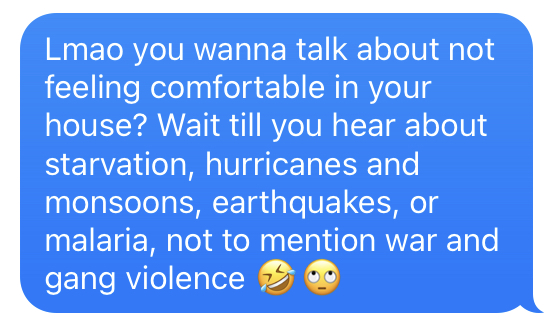 Lmao you wanna talk about not
feeling comfortable in your
house? Wait till you hear about
starvation, hurricanes and
monsoons, earthquakes, or
malaria, not to mention war and
gang violence 🤣🙄